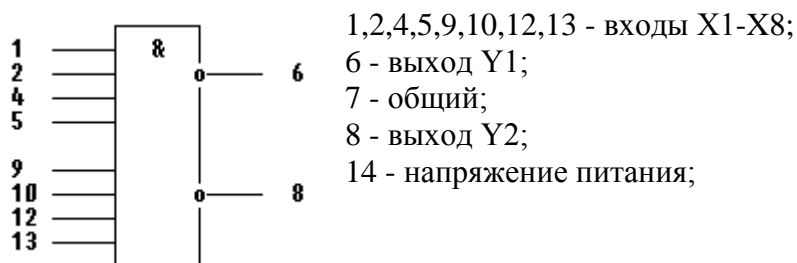 1
2
4
5
9
10
12
13
&
6
8
1,2,4,5,9,10,12,13 - входы X1-X8;
6 - выход Y1;
7 - общий;
8 - выход Y2;
14 - напряжение питания;